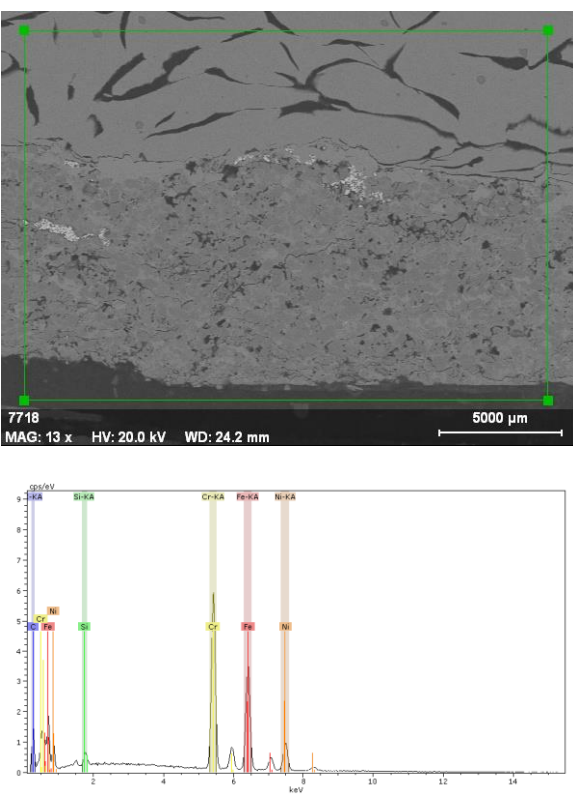 7718
5000 µm
MAG: 13 x HV: 20.0 kV WD: 24.2 mm
cps/eV
-KA Si-KA Cr-KA Fe-KA Ni-KA
9
8
7
6
Ni
Cr
5
C Fe Si Cr Fe Ni
4
3
2
1
0
2 4 6 8 10 12 14
keV